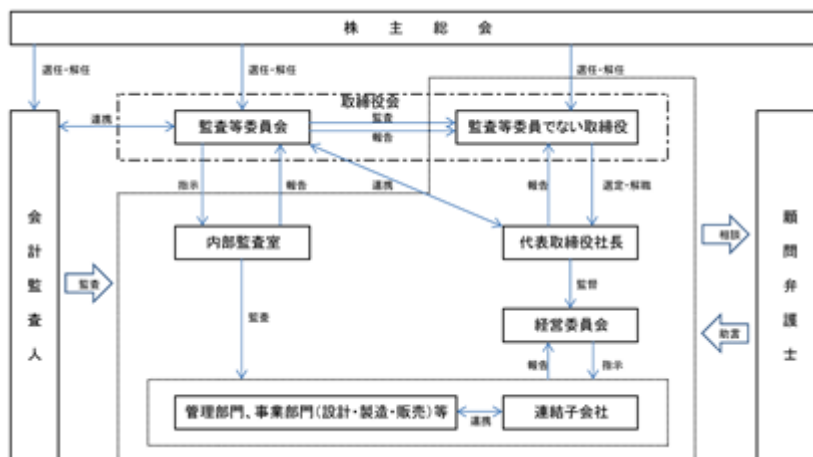 株主総会
選任・解任
選任・解任
選任・解任
取締役会
監査等委員会
監査
報告
監査等委員でない取締役
連携
指示
報告
連携
報告
選定・解職
会計監査人
内部監査室
代表取締役社長
顧問弁護士
監査
相談
監督
監査
経営委員会
助言
報告
指示
管理部門、事業部門(設計・製造・販売)等
連携
連結子会社